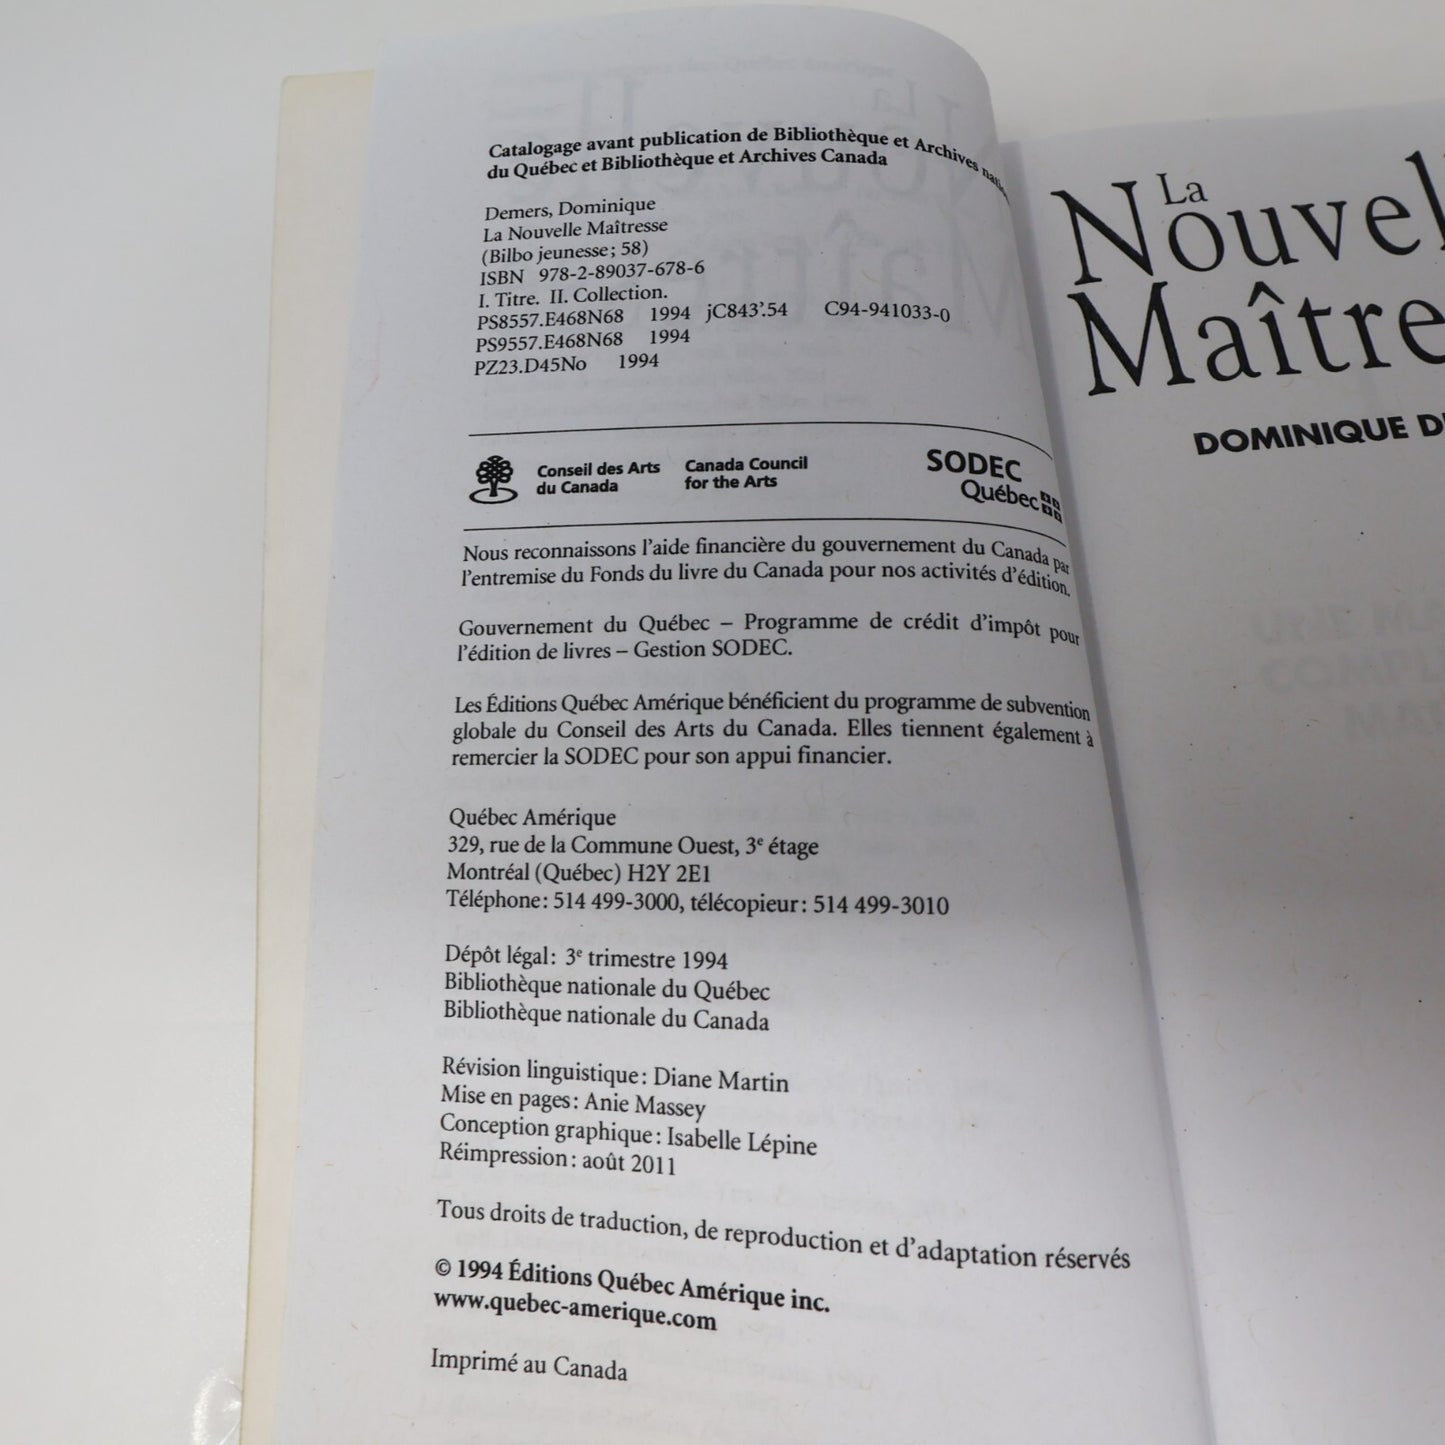 Catalogage avant publication de Bibliothèque et Archives
du Québec et Bibliothèque et Archives Canada
Demers, Dominique
La Nouvelle Maîtresse
(Bilbo jeunesse ; 58)
ISBN 978-2-89037-678-6
I. Titre. II. Collection.
PS8557.E468N68 1994 jC843'.54 C94-941033-0
PS9557.E468N68 1994
PZ23.D45No 1994
Conseil des Arts
du Canada
Canada Council
for the Arts
SODEC
Québec
Nous reconnaissons l'aide financière du gouvernement du Canada par
l'entremise du Fonds du livre du Canada pour nos activités d'édition.
Gouvernement du Québec – Programme de crédit d'impôt pour
l'édition de livres – Gestion SODEC.
Les Éditions Québec Amérique bénéficient du programme de subvention
globale du Conseil des Arts du Canada. Elles tiennent également à
remercier la SODEC pour son appui financier.
Québec Amérique
329, rue de la Commune Ouest, 3e étage
Montréal (Québec) H2Y 2E1
Téléphone : 514 499-3000, télécopieur : 514 499-3010
Dépôt légal : 3e trimestre 1994
Bibliothèque nationale du Québec
Bibliothèque nationale du Canada
Révision linguistique : Diane Martin
Mise en pages : Anie Massey
Conception graphique : Isabelle Lépine
Réimpression : août 2011
Tous droits de traduction, de reproduction et d'adaptation réservés
© 1994 Éditions Québec Amérique inc.
www.quebec-amerique.com
Imprimé au Canada
La
Nouvel
Maître
DOMINIQUE